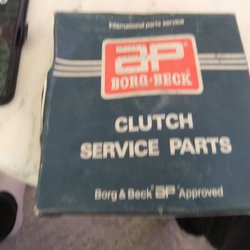 International parts service
ap
BORG & BECK
CLUTCH
SERVICE PARTS
Borg & Beck ap Approved